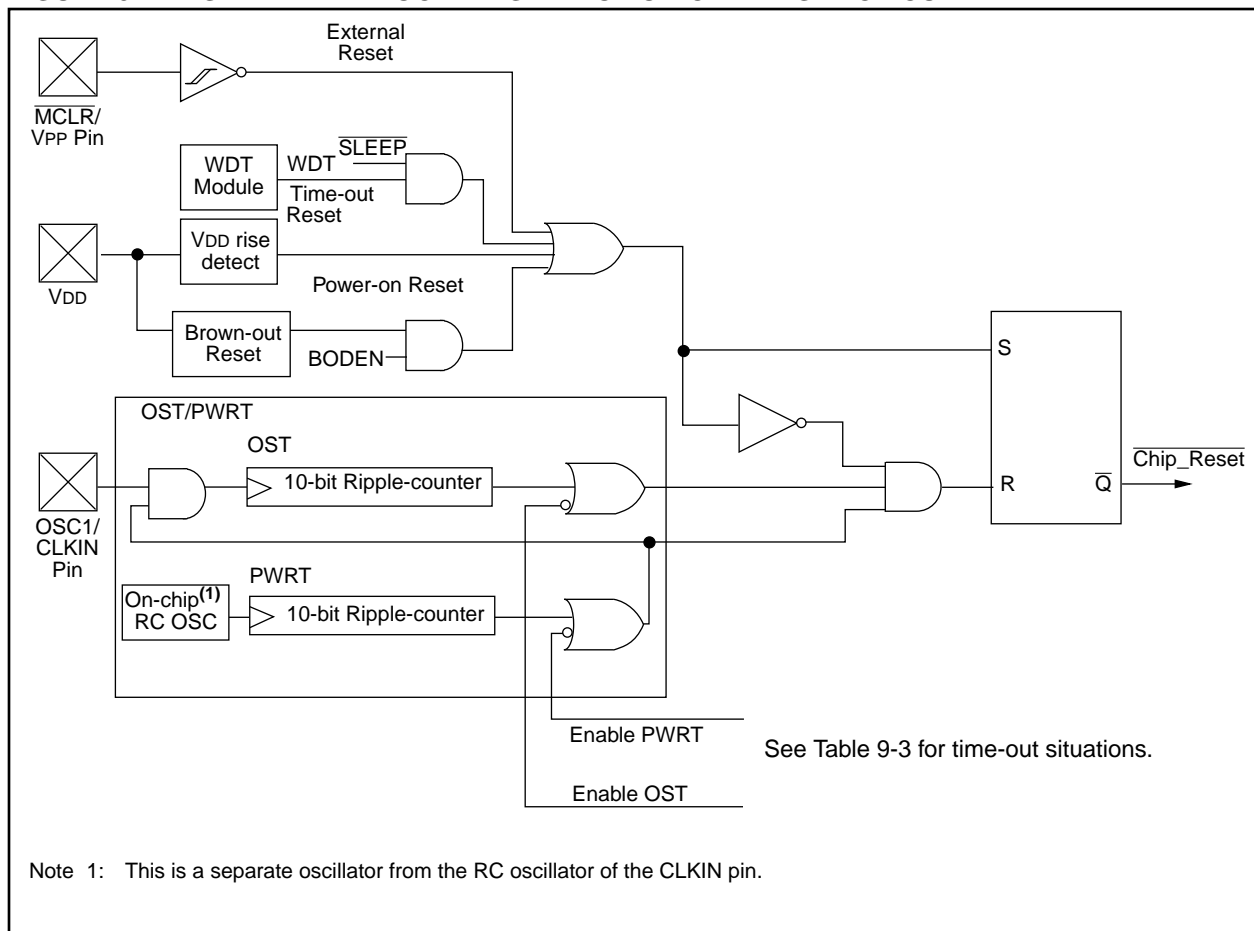 External
Reset
MCLR/
VPP Pin
SLEEP
WDT
Module
WDT
Time-out
Reset
VDD rise
detect
VDD
Power-on Reset
Brown-out
Reset
BODEN
S
OST/PWRT
OST
Chip_Reset
10-bit Ripple-counter
R
Q
OSC1/
CLKIN
Pin
PWRT
On-chip(1)
RC OSC
10-bit Ripple-counter
Enable PWRT
See Table 9-3 for time-out situations.
Enable OST
Note 1: This is a separate oscillator from the RC oscillator of the CLKIN pin.